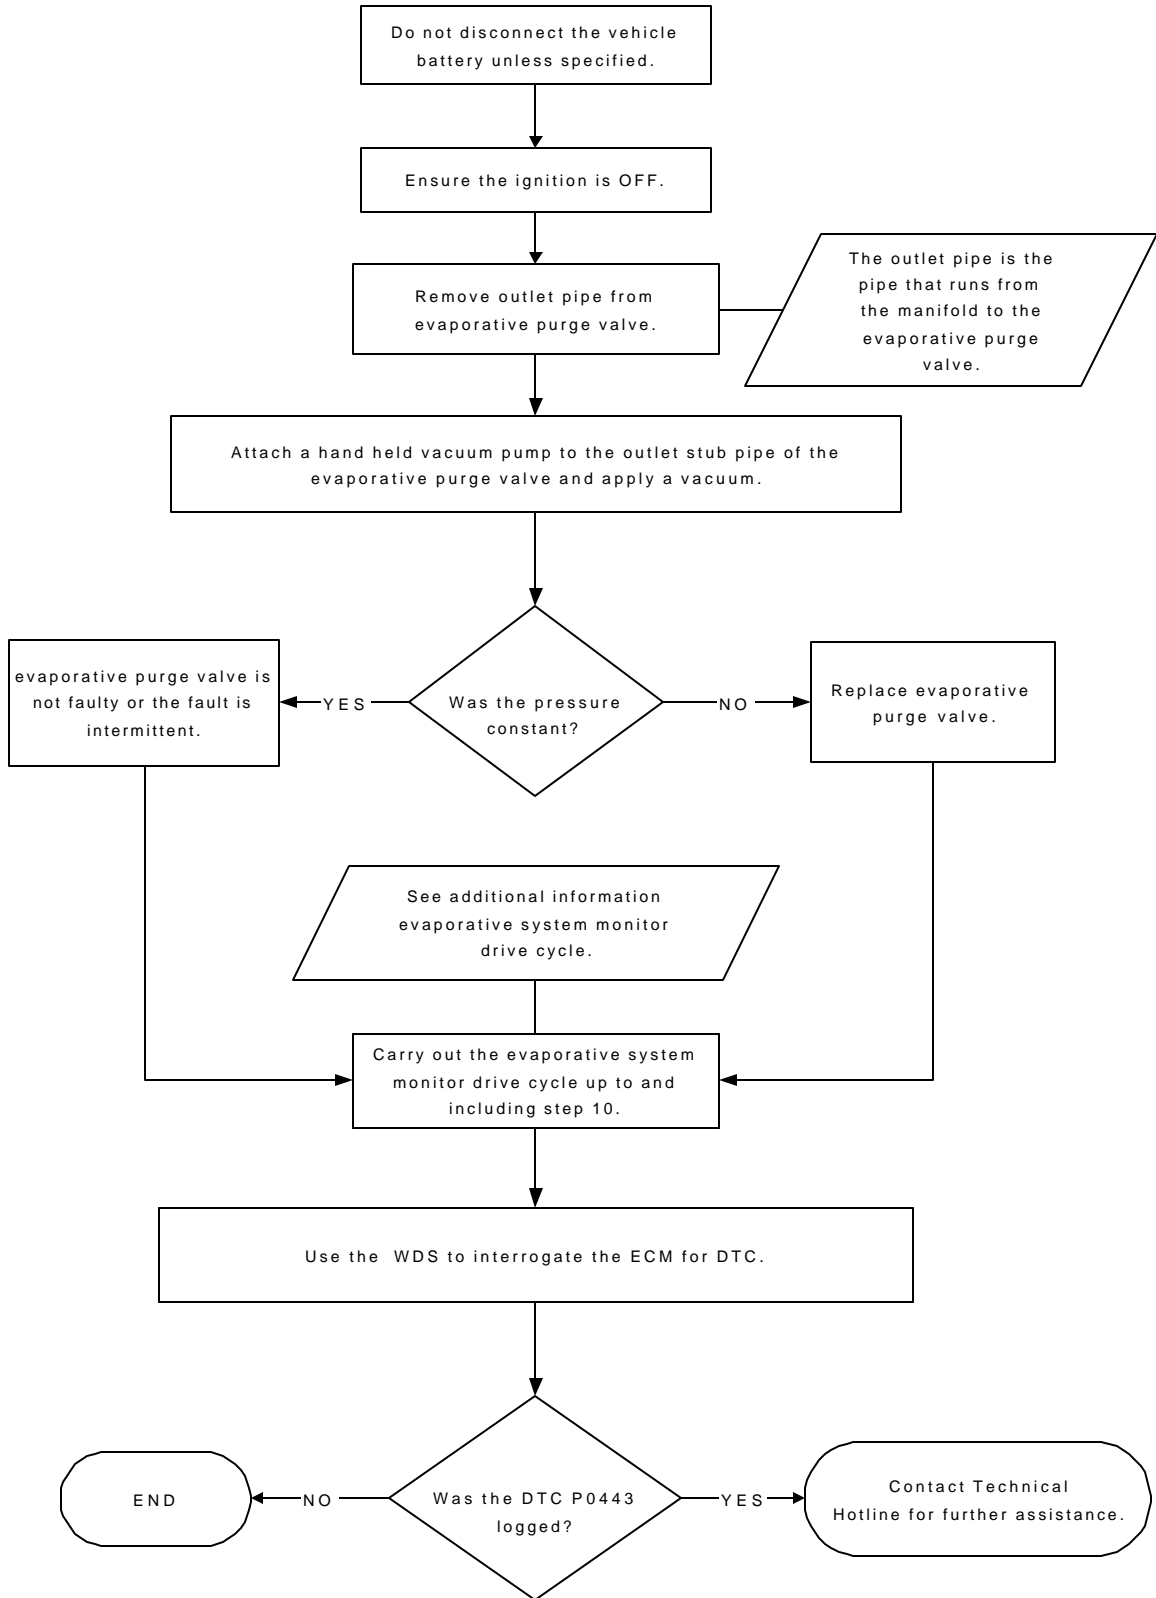 Do not disconnect the vehicle
battery unless specified.
Ensure the ignition is OFF.
Remove outlet pipe from
evaporative purge valve.
The outlet pipe is the
pipe that runs from
the manifold to the
evaporative purge
valve.
Attach a hand held vacuum pump to the outlet stub pipe of the
evaporative purge valve and apply a vacuum.
evaporative purge valve is
not faulty or the fault is
intermittent.
YES
Was the pressure
constant?
NO
Replace evaporative
purge valve.
See additional information
evaporative system monitor
drive cycle.
Carry out the evaporative system
monitor drive cycle up to and
including step 10.
Use the WDS to interrogate the ECM for DTC.
END
NO
Was the DTC P0443
logged?
YES
Contact Technical
Hotline for further assistance.